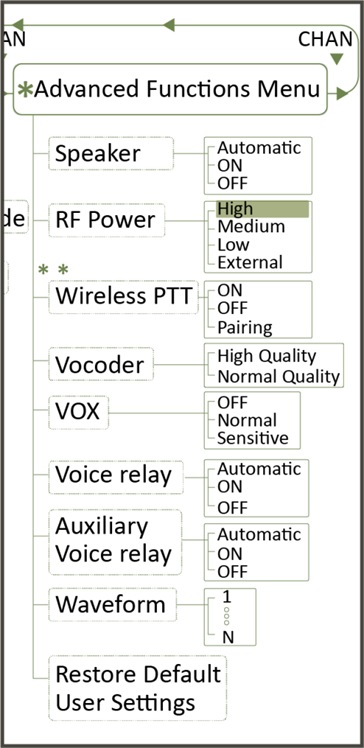 AN
CHAN
*Advanced Functions Menu
Speaker
Automatic
ON
OFF
de
RF Power
High
Medium
Low
External
* *
Wireless PTT
ON
OFF
Pairing
Vocoder
High Quality
Normal Quality
VOX
OFF
Normal
Sensitive
Voice relay
Automatic
ON
OFF
Auxiliary
Voice relay
Automatic
ON
OFF
Waveform
1
N
Restore Default
User Settings